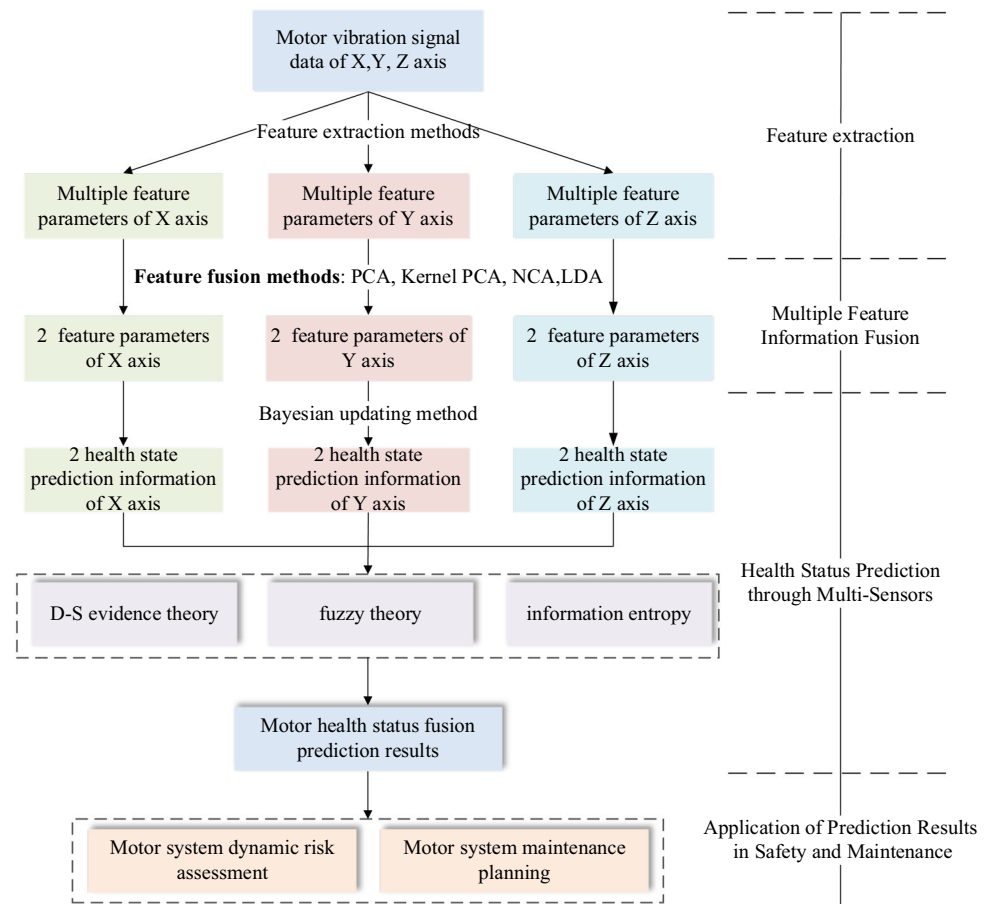 Motor vibration signal
data of X,Y, Z axis
Feature extraction methods
Feature extraction
Multiple feature
parameters of X axis
Multiple feature
parameters of Y axis
Multiple feature
parameters of Z axis
Feature fusion methods: PCA, Kernel PCA, NCA,LDA
Multiple Feature
Information Fusion
2 feature parameters
of X axis
2 feature parameters of
Y axis
2 feature parameters
of Z axis
Bayesian updating method
2 health state
prediction information
of X axis
2 health state
prediction information
of Y axis
2 health state
prediction information
of Z axis
Health Status Prediction
through Multi-Sensors
D-S evidence theory
fuzzy theory
information entropy
Motor health status fusion
prediction results
Application of Prediction Results
in Safety and Maintenance
Motor system dynamic risk
assessment
Motor system maintenance
planning